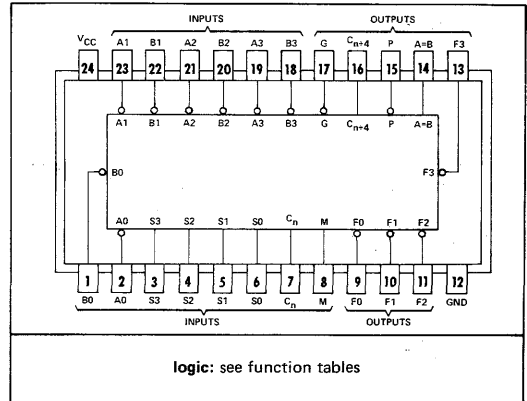 INPUTS OUTPUTS
VCC A1 B1 A2 B2 A3 B3 G Cn+4 P A=B F3
24 23 22 21 20 19 18 17 16 15 14 13
A1 B1 A2 B2 A3 B3 G Cn+4 P A=B
B0 F3
A0 S3 S2 S1 S0 Cn M F0 F1 F2
1 2 3 4 5 6 7 8 9 10 11 12
B0 A0 S3 S2 S1 S0 Cn M F0 F1 F2 GND
INPUTS OUTPUTS
logic: see function tables